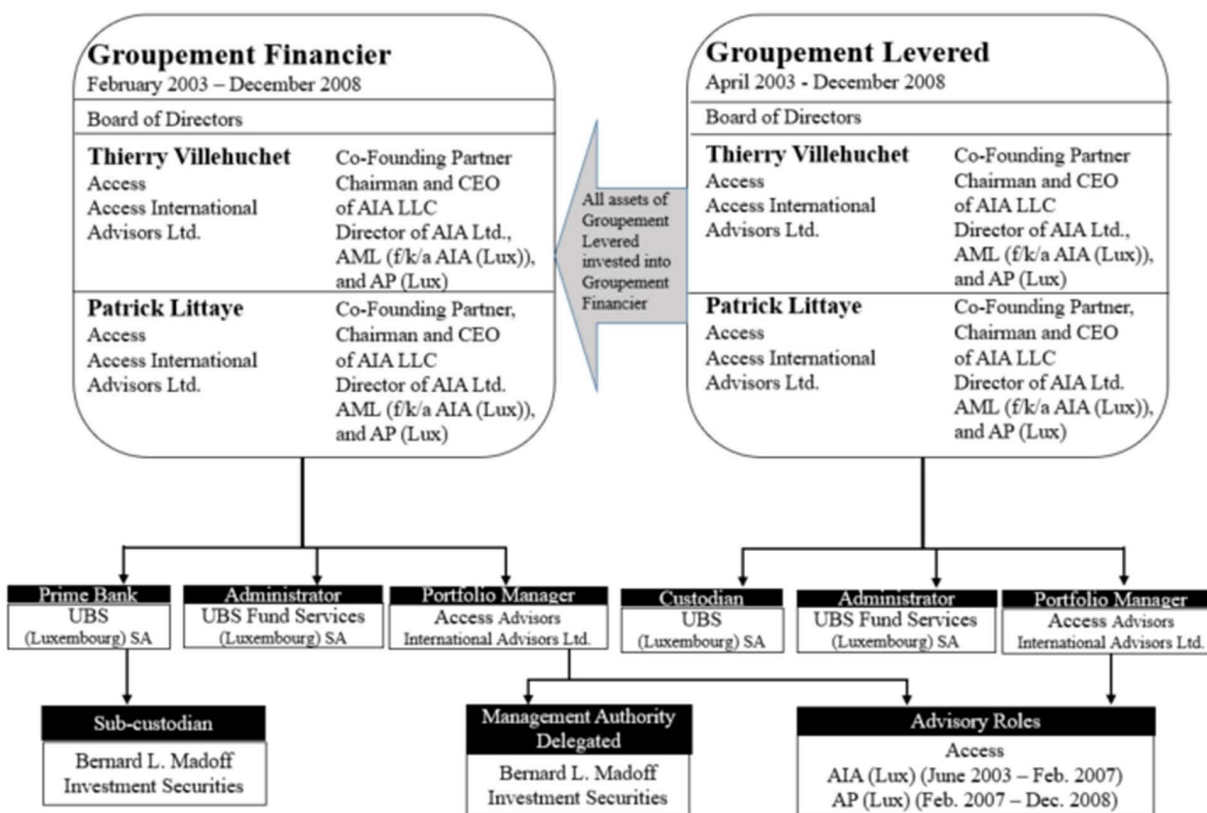 Groupement Financier
February 2003 – December 2008
Board of Directors
Thierry Villehuchet
Access
Access International
Advisors Ltd.
Co-Founding Partner
Chairman and CEO
of AIA LLC
Director of AIA Ltd.,
AML (f/k/a AIA (Lux)),
and AP (Lux)
Patrick Littaye
Access
Access International
Advisors Ltd.
Co-Founding Partner,
Chairman and CEO
of AIA LLC
Director of AIA Ltd.
AML (f/k/a AIA (Lux)),
and AP (Lux)
All assets of
Groupement
Levered
invested into
Groupement
Financier
Groupement Levered
April 2003 - December 2008
Board of Directors
Thierry Villehuchet
Access
Access International
Advisors Ltd.
Co-Founding Partner
Chairman and CEO
of AIA LLC
Director of AIA Ltd.,
AML (f/k/a AIA (Lux)),
and AP (Lux)
Patrick Littaye
Access
Access International
Advisors Ltd.
Co-Founding Partner,
Chairman and CEO
of AIA LLC
Director of AIA Ltd.
AML (f/k/a AIA (Lux)),
and AP (Lux)
Prime Bank
UBS
(Luxembourg) SA
Administrator
UBS Fund Services
(Luxembourg) SA
Portfolio Manager
Access Advisors
International Advisors Ltd.
Custodian
UBS
(Luxembourg) SA
Administrator
UBS Fund Services
(Luxembourg) SA
Portfolio Manager
Access Advisors
International Advisors Ltd.
Sub-custodian
Bernard L. Madoff
Investment Securities
Management Authority
Delegated
Bernard L. Madoff
Investment Securities
Advisory Roles
Access
AIA (Lux) (June 2003 – Feb. 2007)
AP (Lux) (Feb. 2007 – Dec. 2008)